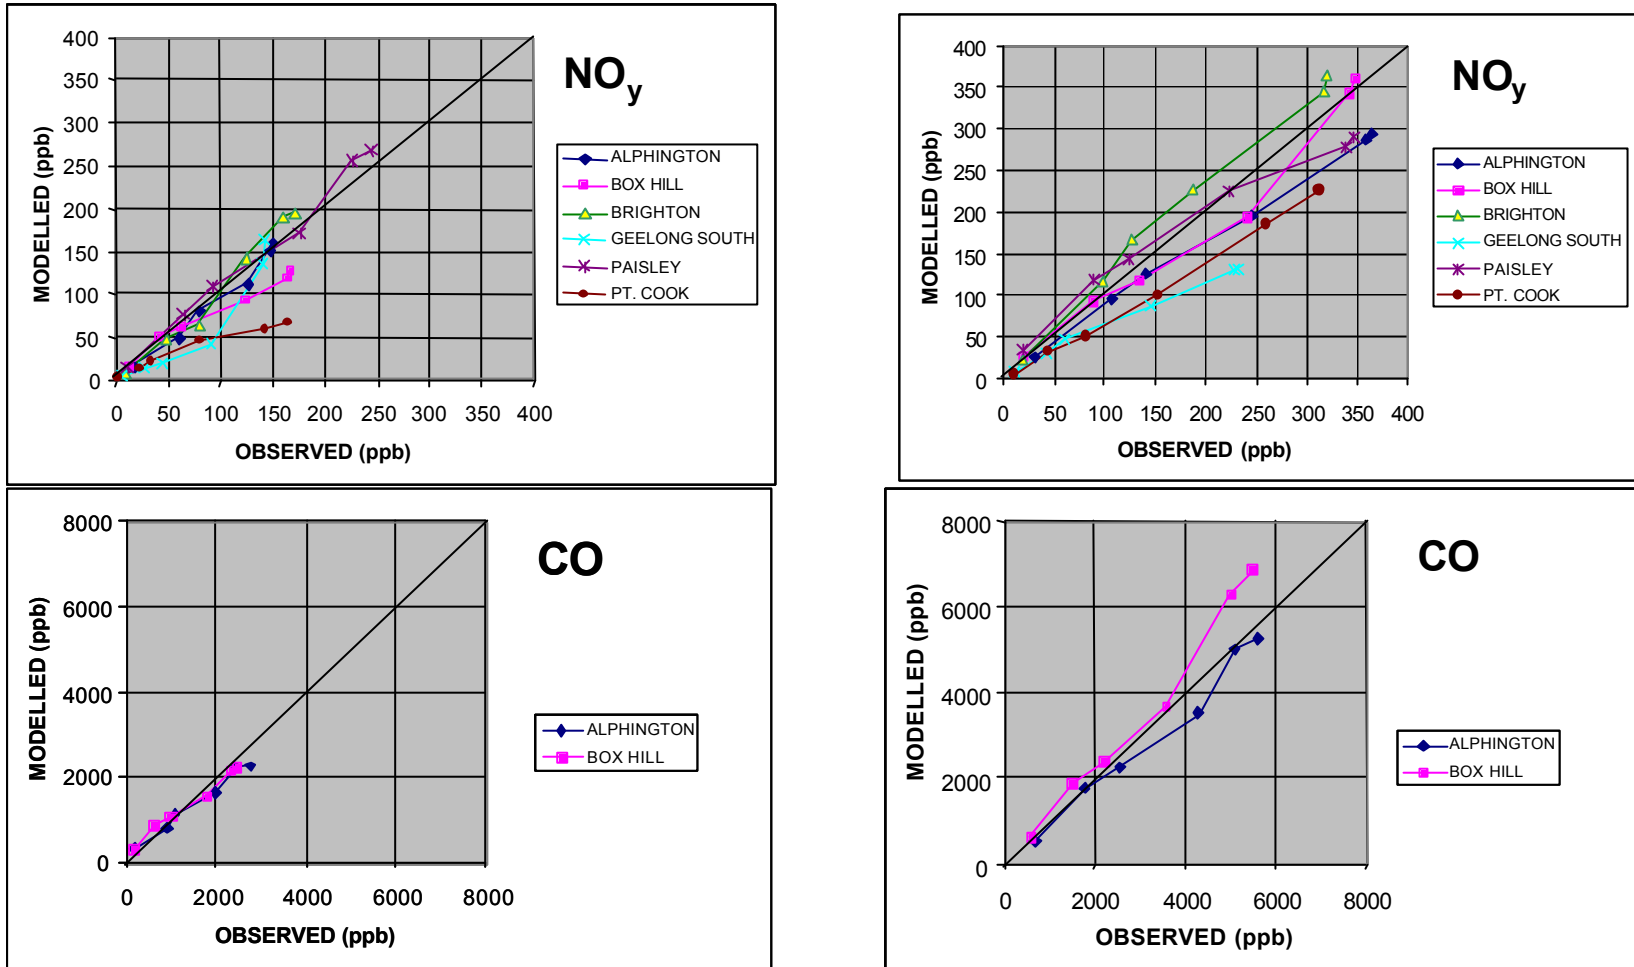 NOy
400
350
300
250
200
150
100
50
0
MODELLED (ppb)
0 50 100 150 200 250 300 350 400
OBSERVED (ppb)
ALPHINGTON
BOX HILL
BRIGHTON
GEELONG SOUTH
PAISLEY
PT. COOK
NOy
400
350
300
250
200
150
100
50
0
MODELLED (ppb)
0 50 100 150 200 250 300 350 400
OBSERVED (ppb)
ALPHINGTON
BOX HILL
BRIGHTON
GEELONG SOUTH
PAISLEY
PT. COOK
CO
8000
6000
4000
2000
0
MODELLED (ppb)
0 2000 4000 6000 8000
OBSERVED (ppb)
ALPHINGTON
BOX HILL
CO
8000
6000
4000
2000
0
MODELLED (ppb)
0 2000 4000 6000 8000
OBSERVED (ppb)
ALPHINGTON
BOX HILL